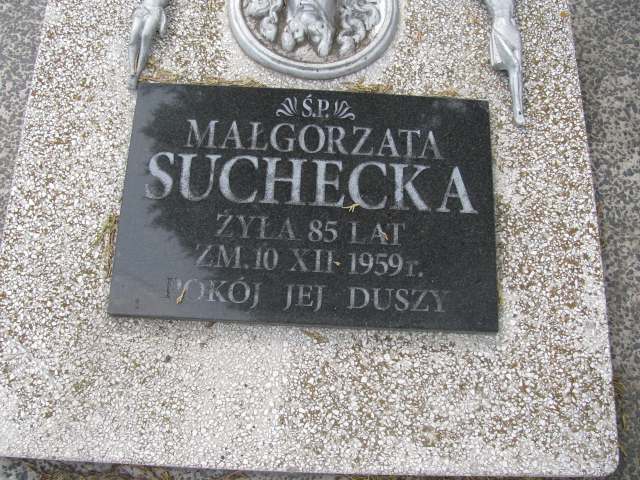 Ś.P.
MAŁGORZATA
SUCHECKA
ŻYŁA 85 LAT
ZM. 10 XII 1959 r.
POKÓJ JEJ DUSZY